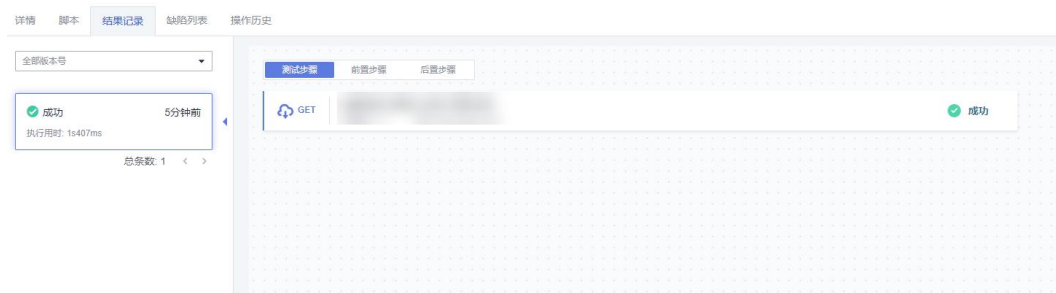 详情 脚本 结果记录 缺陷列表 操作历史
全部版本号
成功 5分钟前
执行用时: 1s407ms
总条数: 1 < >
测试步骤 前置步骤 后置步骤
GET 成功